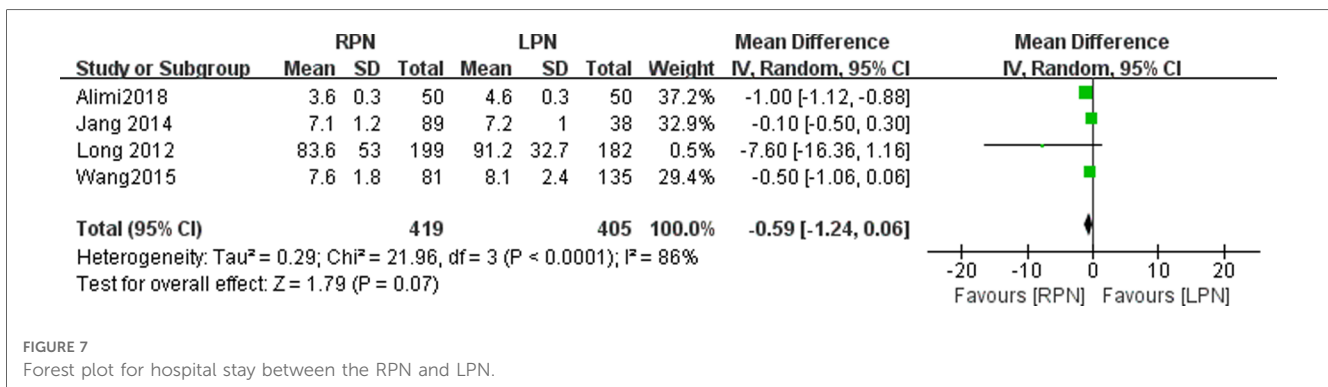 RPN LPN Mean Difference Mean Difference
Study or Subgroup Mean SD Total Mean SD Total Weight IV, Random, 95% CI IV, Random, 95% CI
Alimi2018 3.6 0.3 50 4.6 0.3 50 37.2% -1.00 [-1.12, -0.88]
Jang 2014 7.1 1.2 89 7.2 1 38 32.9% -0.10 [-0.50, 0.30]
Long 2012 83.6 53 199 91.2 32.7 182 0.5% -7.60 [-16.36, 1.16]
Wang2015 7.6 1.8 81 8.1 2.4 135 29.4% -0.50 [-1.06, 0.06]
Total (95% CI) 419 405 100.0% -0.59 [-1.24, 0.06]
Heterogeneity: Tau² = 0.29; Chi² = 21.96, df = 3 (P < 0.0001); I² = 86%
Test for overall effect: Z = 1.79 (P = 0.07)
-20 -10 0 10 20
Favours [RPN] Favours [LPN]
FIGURE 7
Forest plot for hospital stay between the RPN and LPN.